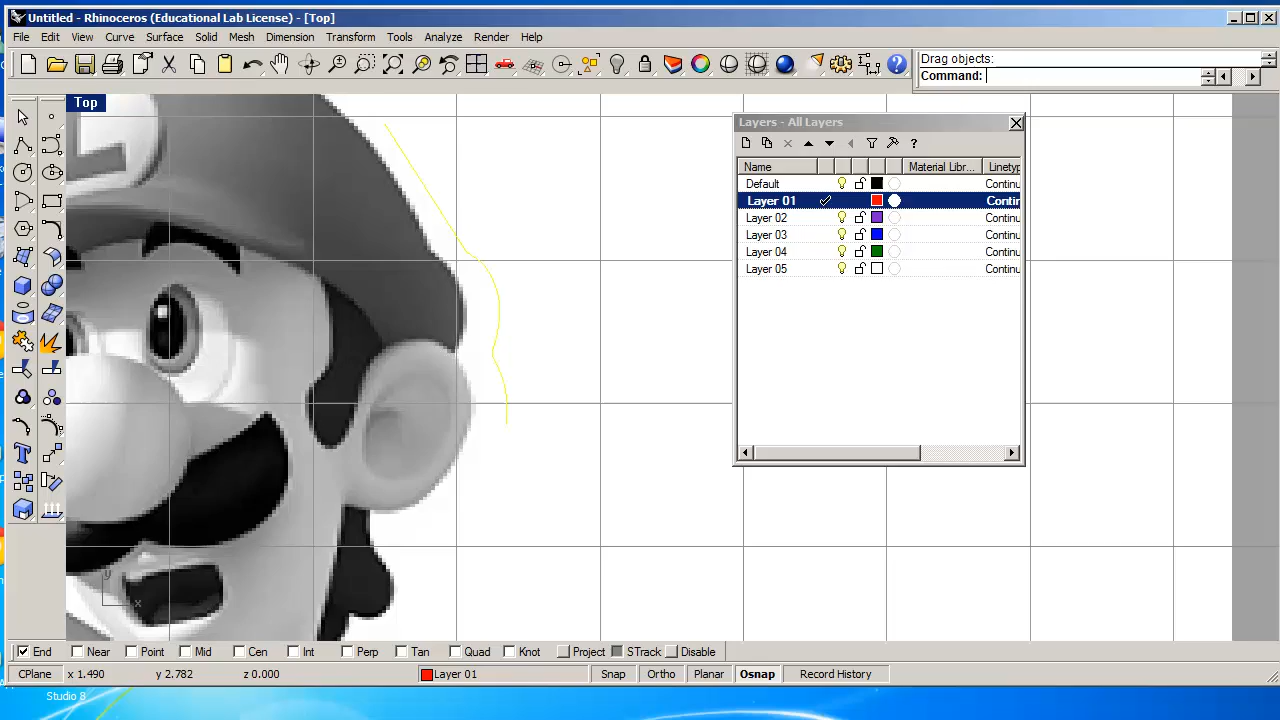 Untitled - Rhinoceros (Educational Lab License) - [Top]
File Edit View Curve Surface Solid Mesh Dimension Transform Tools Analyze Render Help
Drag objects:
Command:
Top
L
Layers - All Layers
Name Material Libr... Linetyp
Default Continu
Layer 01 Contin
Layer 02 Continu
Layer 03 Continu
Layer 04 Continu
Layer 05 Continu
y
x
End Near Point Mid Cen Int Perp Tan Quad Knot Project STrack Disable
CPlane x 1.490 y 2.782 z 0.000 Layer 01 Snap Ortho Planar Osnap Record History
Studio 8